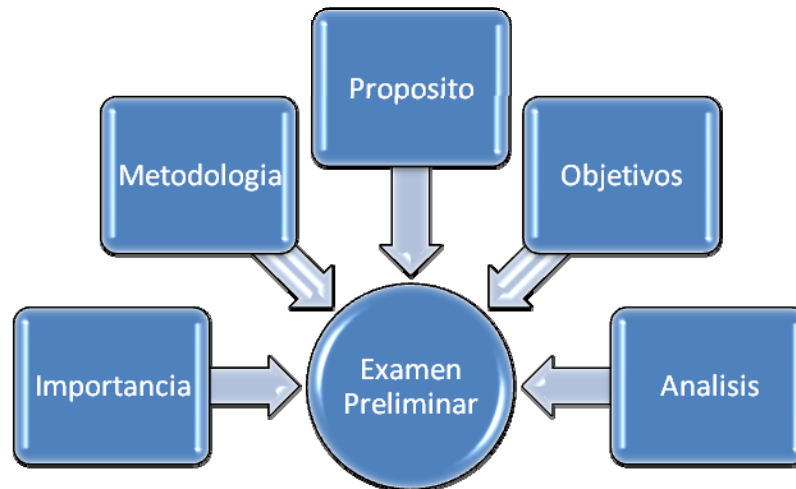 Proposito
Metodologia
Objetivos
Importancia
Examen
Preliminar
Analisis